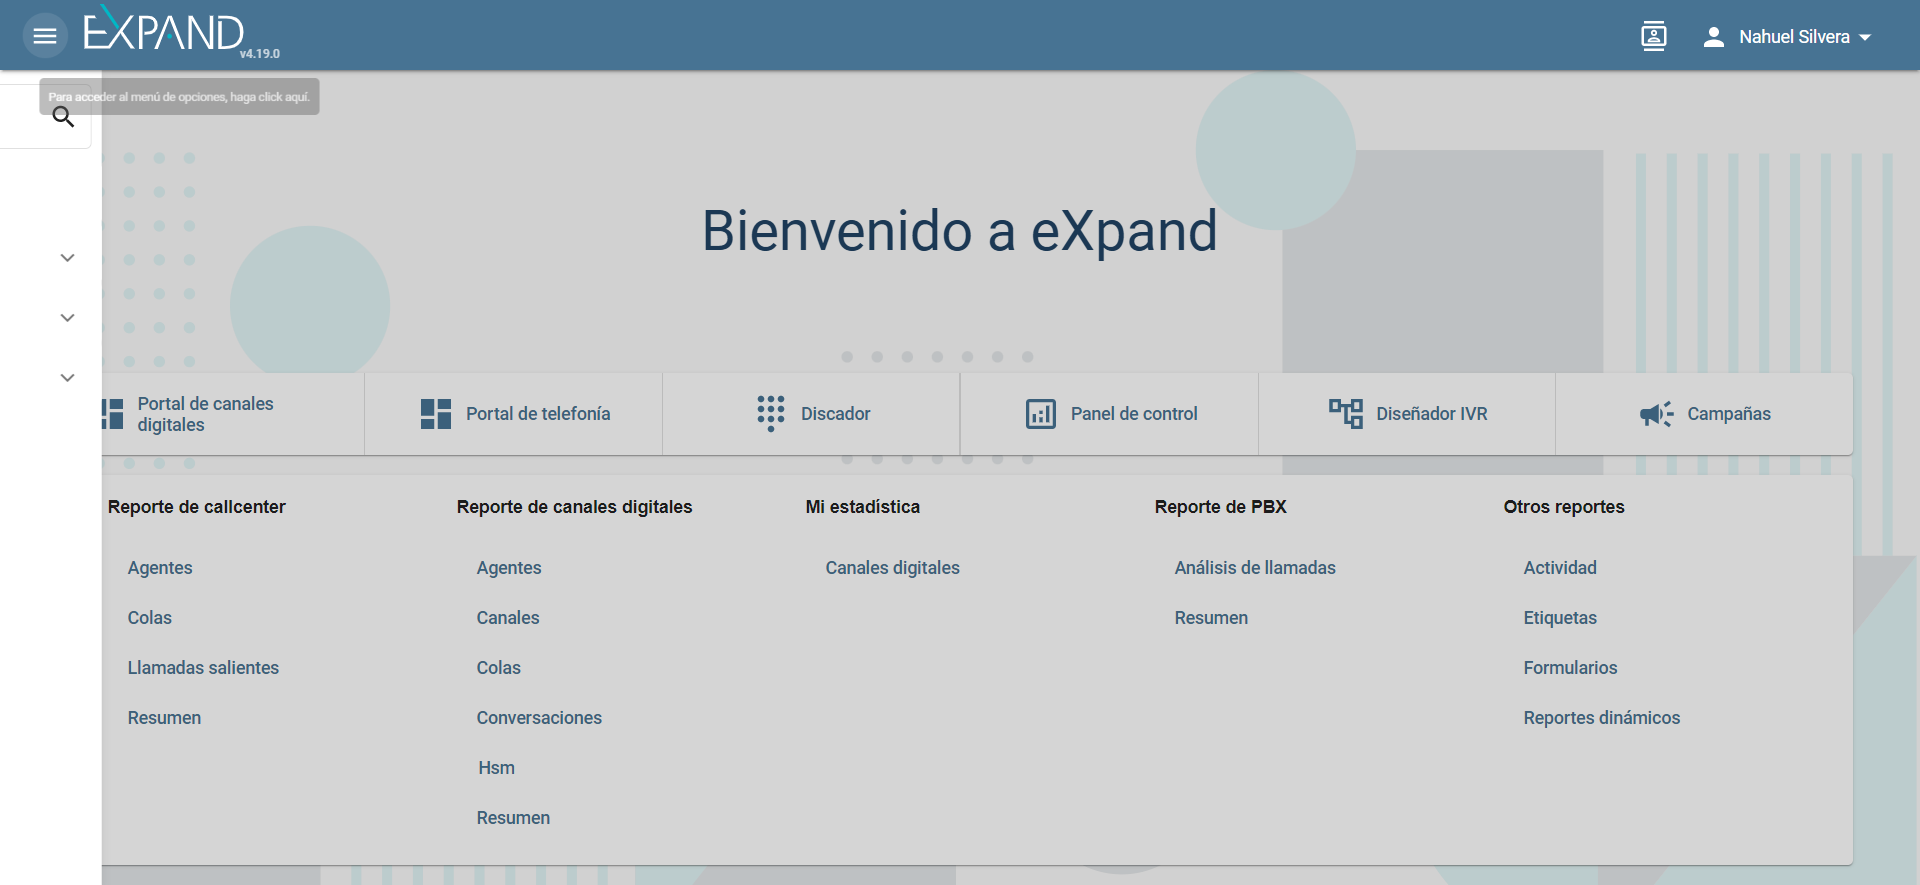 EXPAND
v4.19.0
Nahuel Silvera
Para acceder al menú de opciones, haga click aquí.
Bienvenido a eXpand
Portal de canales
digitales
Portal de telefonía
Discador
Panel de control
Diseñador IVR
Campañas
Reporte de callcenter
Agentes
Colas
Llamadas salientes
Resumen
Reporte de canales digitales
Agentes
Canales
Colas
Conversaciones
Hsm
Resumen
Mi estadística
Canales digitales
Reporte de PBX
Análisis de llamadas
Resumen
Otros reportes
Actividad
Etiquetas
Formularios
Reportes dinámicos